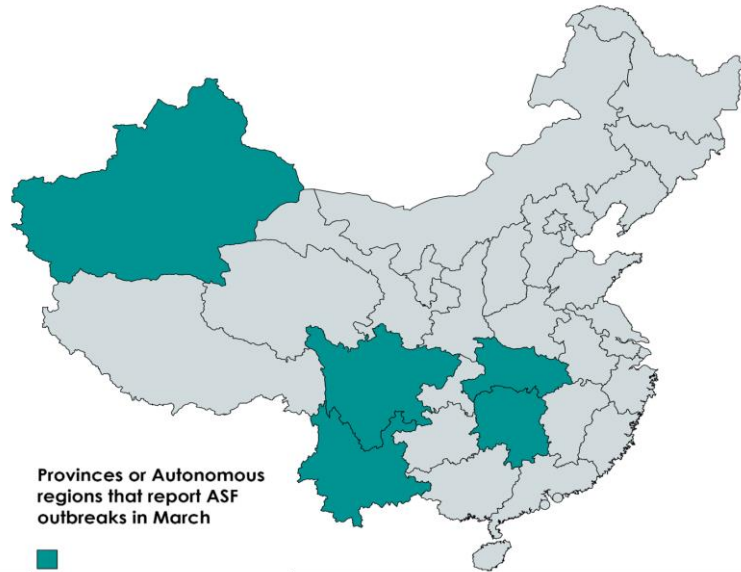 Provinces or Autonomous
regions that report ASF
outbreaks in March